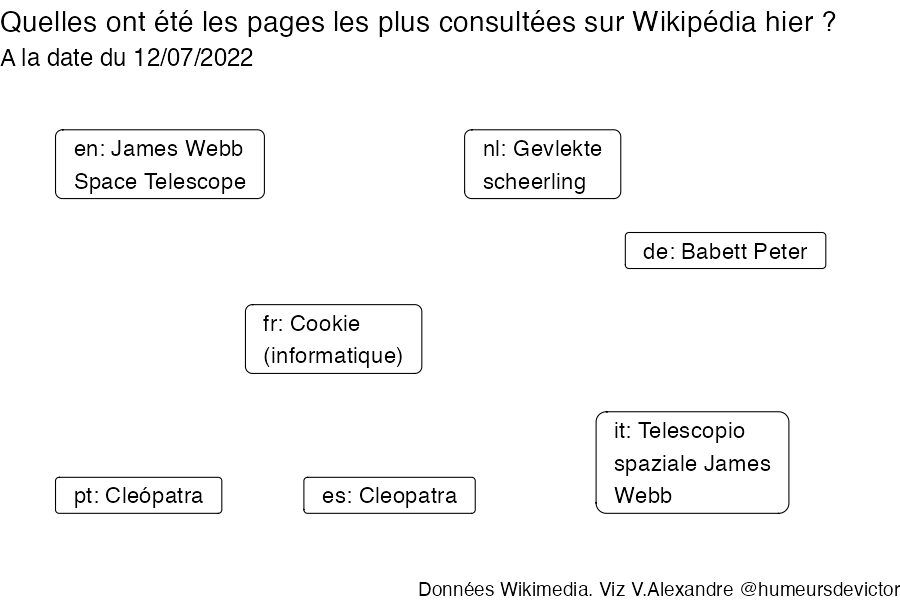 Quelles ont été les pages les plus consultées sur Wikipédia hier ?
A la date du 12/07/2022
en: James Webb
Space Telescope
nl: Gevlekte
scheerling
de: Babett Peter
fr: Cookie
(informatique)
it: Telescopio
spaziale James
Webb
pt: Cleópatra
es: Cleopatra
Données Wikimedia. Viz V.Alexandre @humeursdevictor